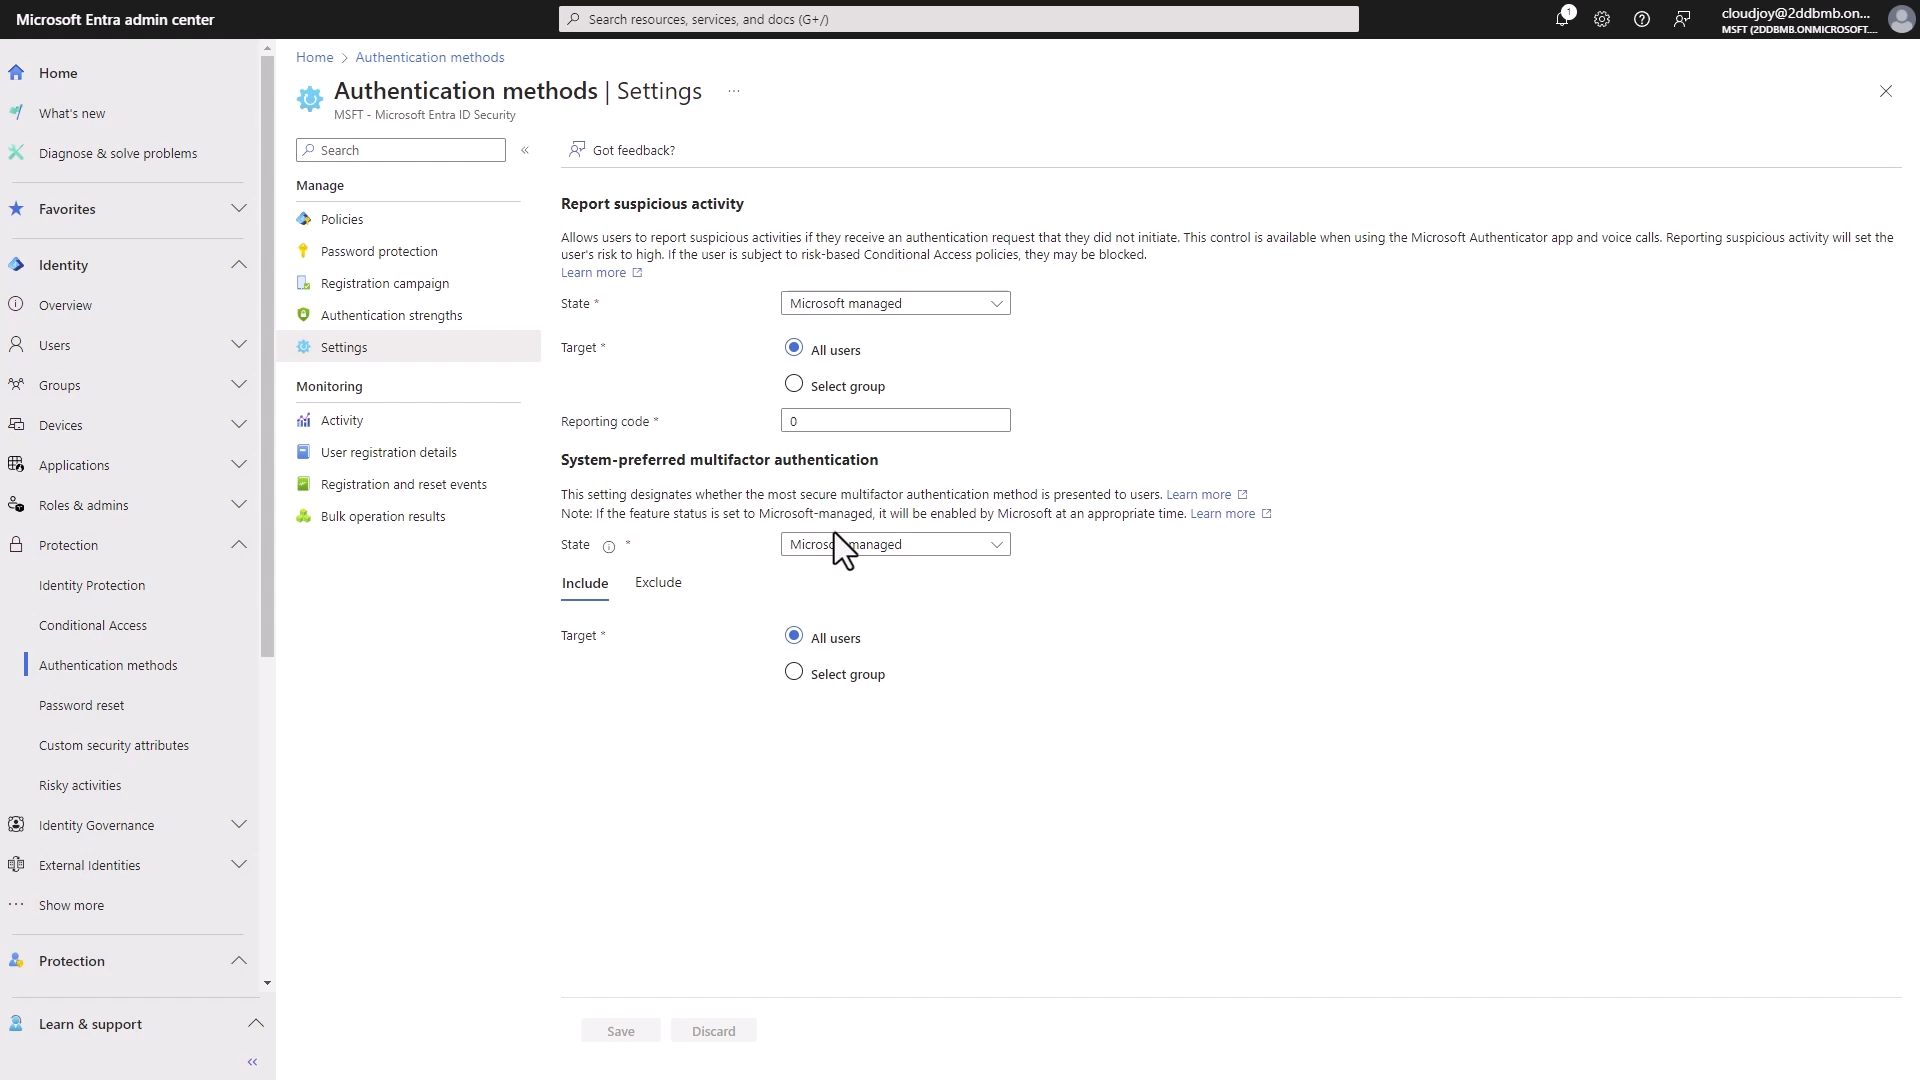 Microsoft Entra admin center
Search resources, services, and docs (G+/)
1
cloudjoy@2ddbmb.on...
MSFT (2DDBMB.ONMICROSOFT....
Home
What's new
Diagnose & solve problems
Favorites
Identity
Overview
Users
Groups
Devices
Applications
Roles & admins
Protection
Identity Protection
Conditional Access
Authentication methods
Password reset
Custom security attributes
Risky activities
Identity Governance
External Identities
Show more
Protection
Learn & support
Home > Authentication methods
Authentication methods | Settings
MSFT - Microsoft Entra ID Security
Search
Manage
Policies
Password protection
Registration campaign
Authentication strengths
Settings
Monitoring
Activity
User registration details
Registration and reset events
Bulk operation results
Got feedback?
Report suspicious activity
Allows users to report suspicious activities if they receive an authentication request that they did not initiate. This control is available when using the Microsoft Authenticator app and voice calls. Reporting suspicious activity will set the
user's risk to high. If the user is subject to risk-based Conditional Access policies, they may be blocked.
Learn more
State * Microsoft managed
Target * All users
Select group
Reporting code * 0
System-preferred multifactor authentication
This setting designates whether the most secure multifactor authentication method is presented to users. Learn more
Note: If the feature status is set to Microsoft-managed, it will be enabled by Microsoft at an appropriate time. Learn more
State * Microsoft managed
Include Exclude
Target * All users
Select group
Save Discard